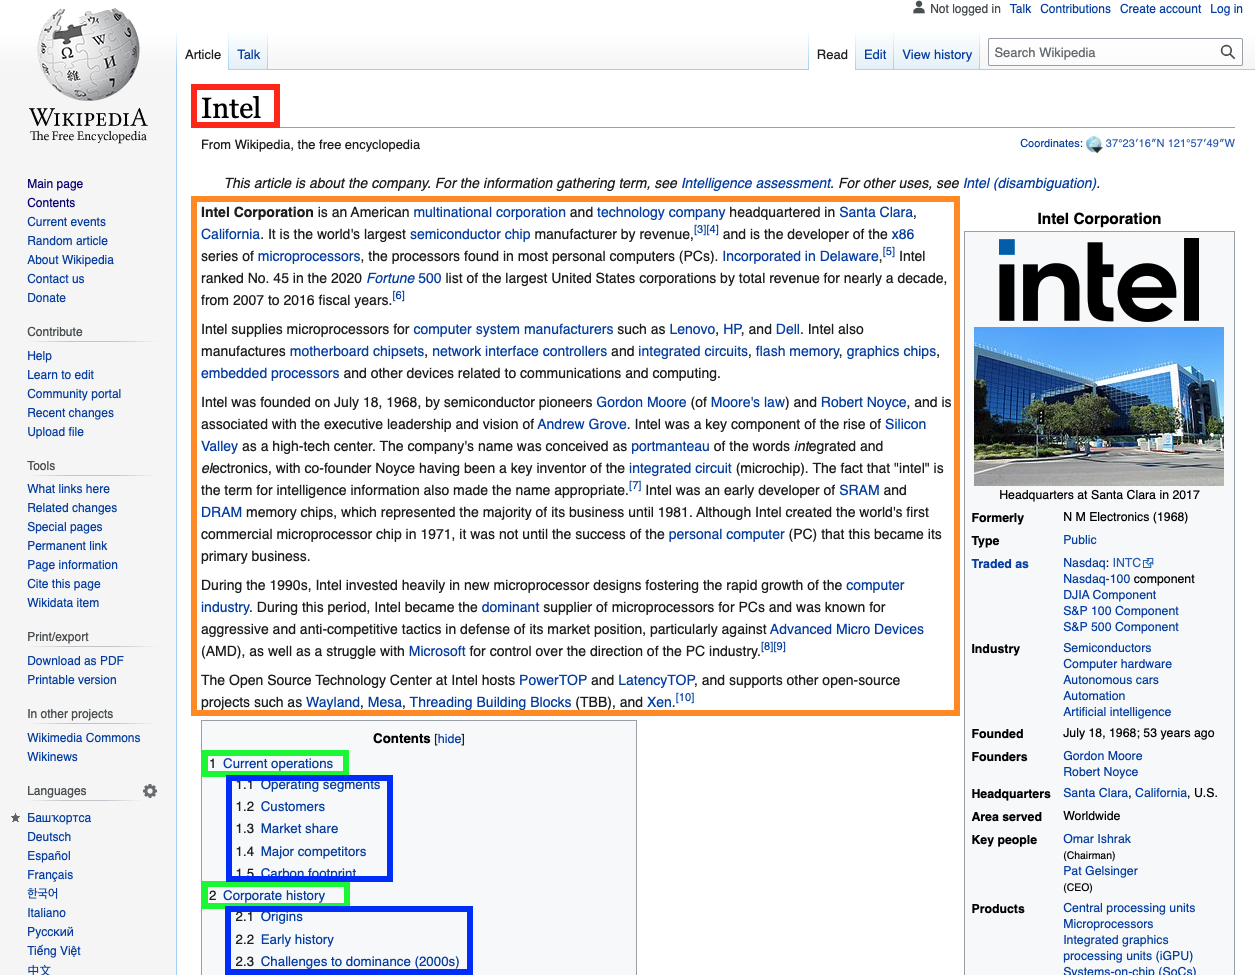 Not logged in Talk Contributions Create account Log in
Article Talk Read Edit View history Search Wikipedia
WIKIPEDIA
The Free Encyclopedia
Main page
Contents
Current events
Random article
About Wikipedia
Contact us
Donate
Contribute
Help
Learn to edit
Community portal
Recent changes
Upload file
Tools
What links here
Related changes
Special pages
Permanent link
Page information
Cite this page
Wikidata item
Print/export
Download as PDF
Printable version
In other projects
Wikimedia Commons
Wikinews
Languages
Башҡортса
Deutsch
Español
Français
한국어
Italiano
Русский
Tiếng Việt
中文
Intel
From Wikipedia, the free encyclopedia
Coordinates: 37°23′16″N 121°57′49″W
This article is about the company. For the information gathering term, see Intelligence assessment. For other uses, see Intel (disambiguation).
Intel Corporation is an American multinational corporation and technology company headquartered in Santa Clara,
California. It is the world's largest semiconductor chip manufacturer by revenue,[3][4] and is the developer of the x86
series of microprocessors, the processors found in most personal computers (PCs). Incorporated in Delaware,[5] Intel
ranked No. 45 in the 2020 Fortune 500 list of the largest United States corporations by total revenue for nearly a decade,
from 2007 to 2016 fiscal years.[6]
Intel supplies microprocessors for computer system manufacturers such as Lenovo, HP, and Dell. Intel also
manufactures motherboard chipsets, network interface controllers and integrated circuits, flash memory, graphics chips,
embedded processors and other devices related to communications and computing.
Intel was founded on July 18, 1968, by semiconductor pioneers Gordon Moore (of Moore's law) and Robert Noyce, and is
associated with the executive leadership and vision of Andrew Grove. Intel was a key component of the rise of Silicon
Valley as a high-tech center. The company's name was conceived as portmanteau of the words integrated and
electronics, with co-founder Noyce having been a key inventor of the integrated circuit (microchip). The fact that "intel" is
the term for intelligence information also made the name appropriate.[7] Intel was an early developer of SRAM and
DRAM memory chips, which represented the majority of its business until 1981. Although Intel created the world's first
commercial microprocessor chip in 1971, it was not until the success of the personal computer (PC) that this became its
primary business.
During the 1990s, Intel invested heavily in new microprocessor designs fostering the rapid growth of the computer
industry. During this period, Intel became the dominant supplier of microprocessors for PCs and was known for
aggressive and anti-competitive tactics in defense of its market position, particularly against Advanced Micro Devices
(AMD), as well as a struggle with Microsoft for control over the direction of the PC industry.[8][9]
The Open Source Technology Center at Intel hosts PowerTOP and LatencyTOP, and supports other open-source
projects such as Wayland, Mesa, Threading Building Blocks (TBB), and Xen.[10]
Contents [hide]
1 Current operations
1.1 Operating segments
1.2 Customers
1.3 Market share
1.4 Major competitors
1.5 Carbon footprint
2 Corporate history
2.1 Origins
2.2 Early history
2.3 Challenges to dominance (2000s)
Intel Corporation
intel
Headquarters at Santa Clara in 2017
Formerly N M Electronics (1968)
Type Public
Traded as Nasdaq: INTC
Nasdaq-100 component
DJIA Component
S&P 100 Component
S&P 500 Component
Industry Semiconductors
Computer hardware
Autonomous cars
Automation
Artificial intelligence
Founded July 18, 1968; 53 years ago
Founders Gordon Moore
Robert Noyce
Headquarters Santa Clara, California, U.S.
Area served Worldwide
Key people Omar Ishrak
(Chairman)
Pat Gelsinger
(CEO)
Products Central processing units
Microprocessors
Integrated graphics
processing units (iGPU)
Systems-on-chip (SoCs)